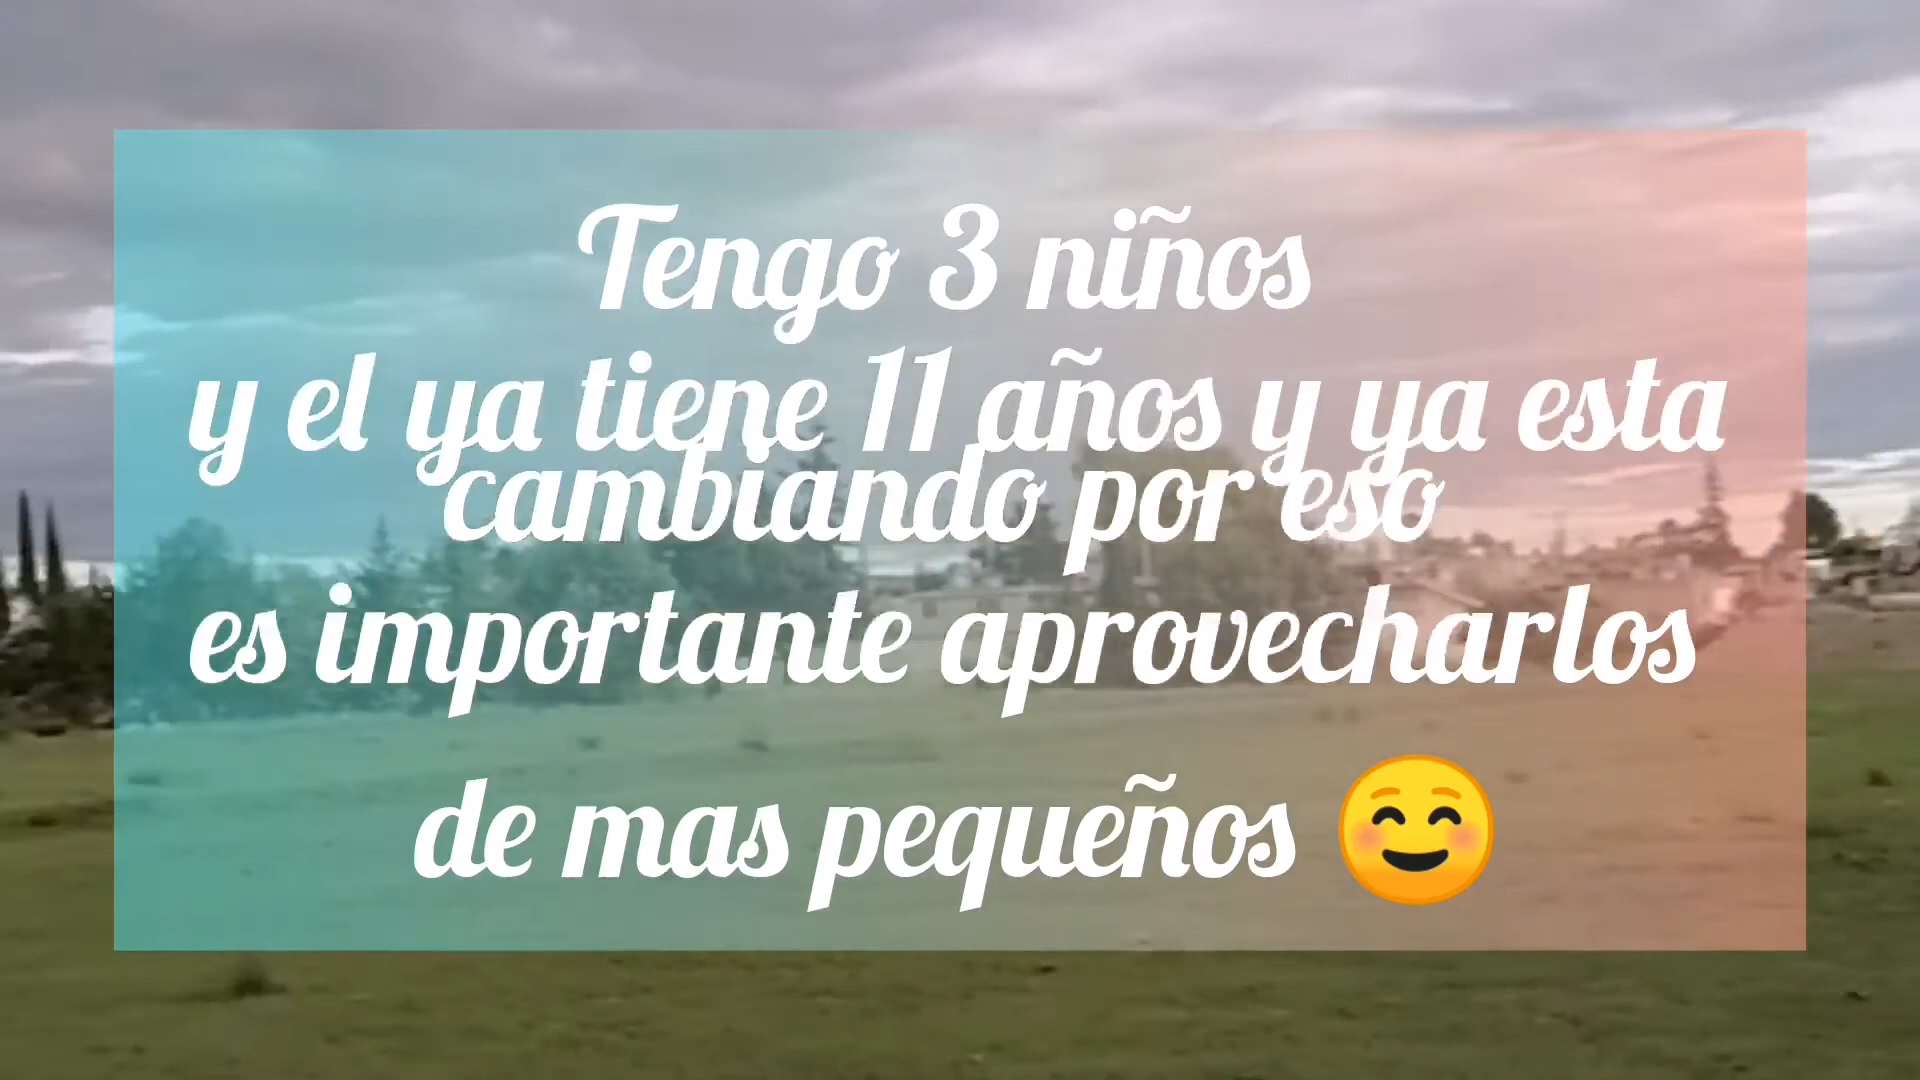 Tengo 3 niños
y el ya tiene 11 años y ya esta
cambiando por eso
es importante aprovecharlos
de mas pequeños ☺️